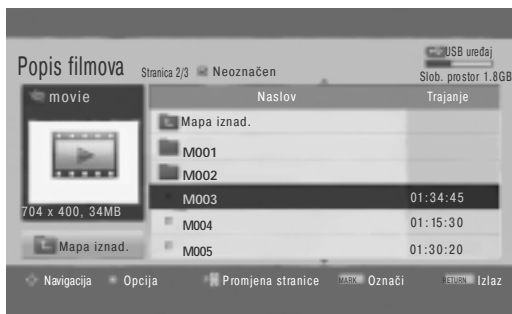 Popis filmova Stranica 2/3 Neoznačen USB uređaj
Slob. prostor 1.8GB
movie
704 x 400, 34MB
Mapa iznad.
Naslov Trajanje
Mapa iznad.
M001
M002
M003 01:34:45
M004 01:15:30
M005 01:30:20
Navigacija Opcija Promjena stranice MARK Označi RETURN Izlaz